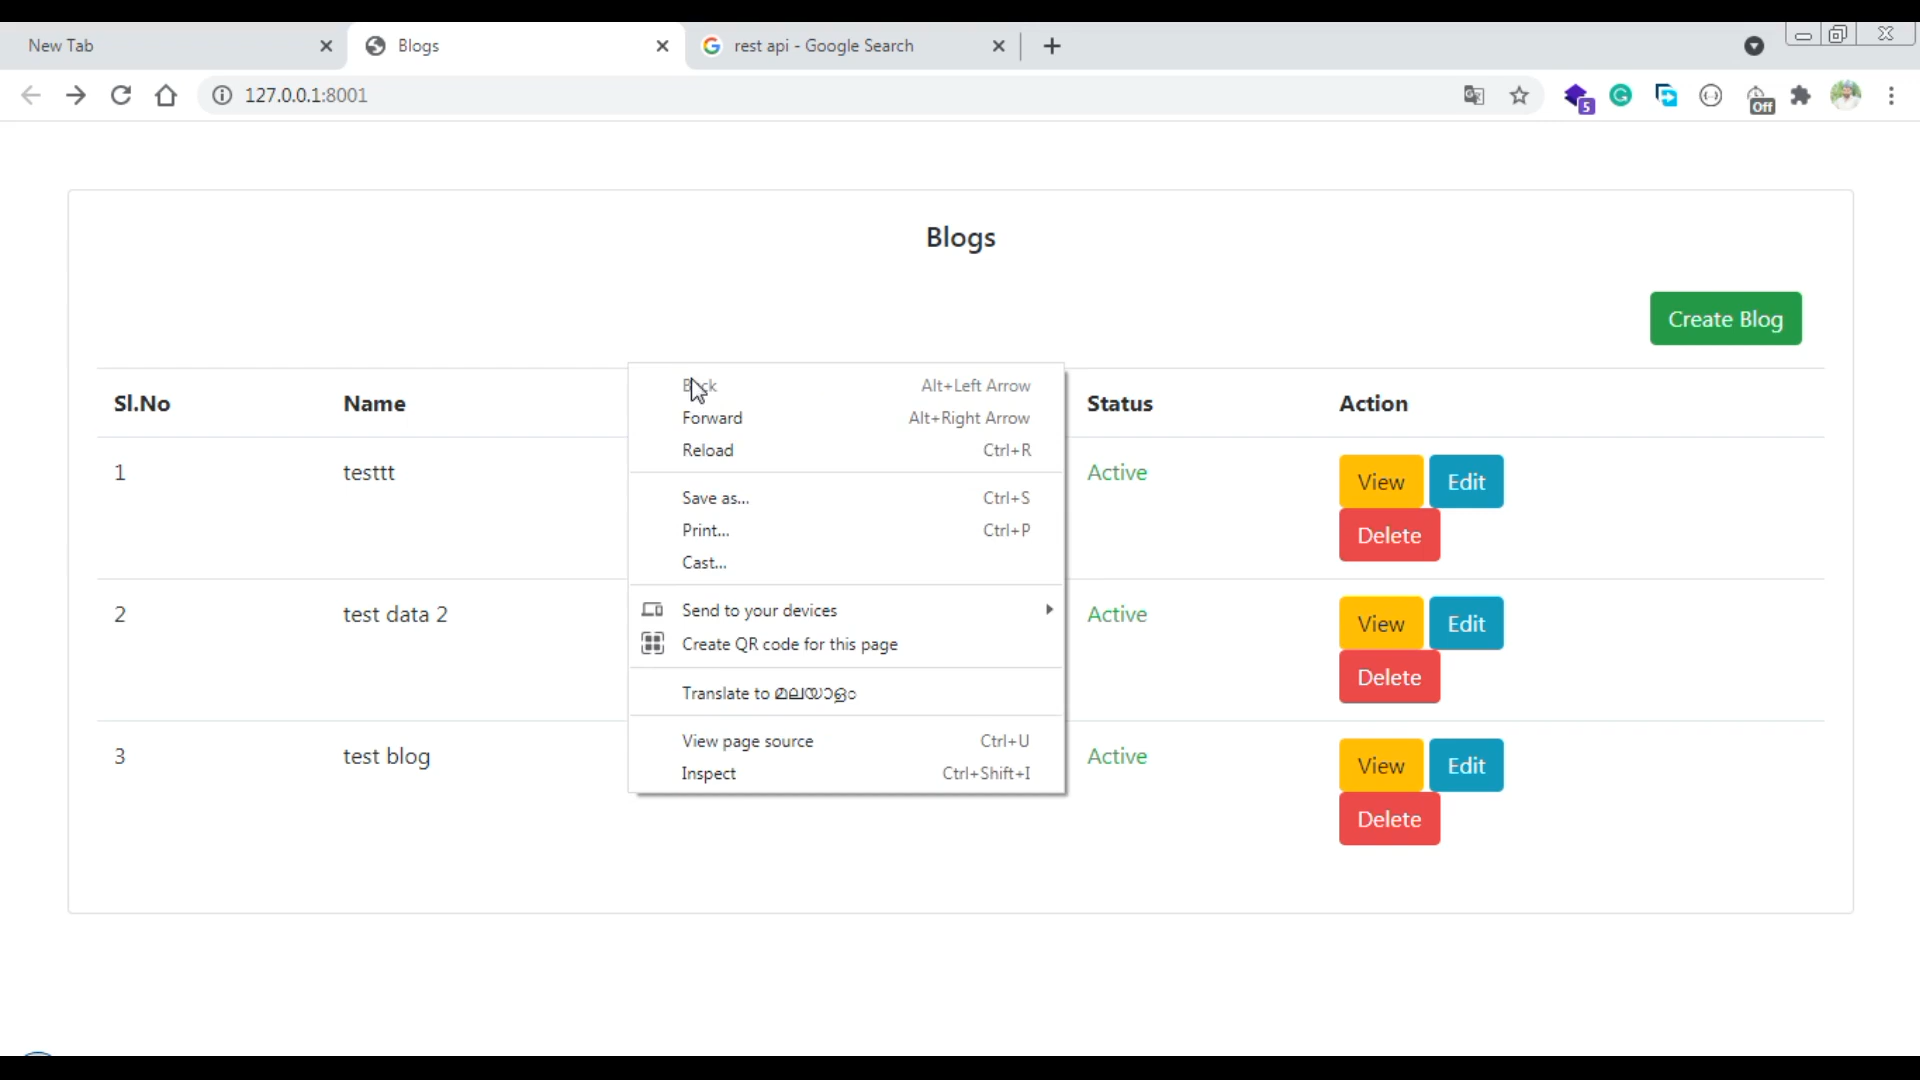 New Tab
Blogs
rest api - Google Search
127.0.0.1:8001
5
Off
Blogs
Create Blog
Sl.No
Name
Status
Action
1
testtt
Active
View
Edit
Delete
2
test data 2
Active
View
Edit
Delete
3
test blog
Active
View
Edit
Delete
Back Alt+Left Arrow
Forward Alt+Right Arrow
Reload Ctrl+R
Save as... Ctrl+S
Print... Ctrl+P
Cast...
Send to your devices
Create QR code for this page
Translate to മലയാളം
View page source Ctrl+U
Inspect Ctrl+Shift+I